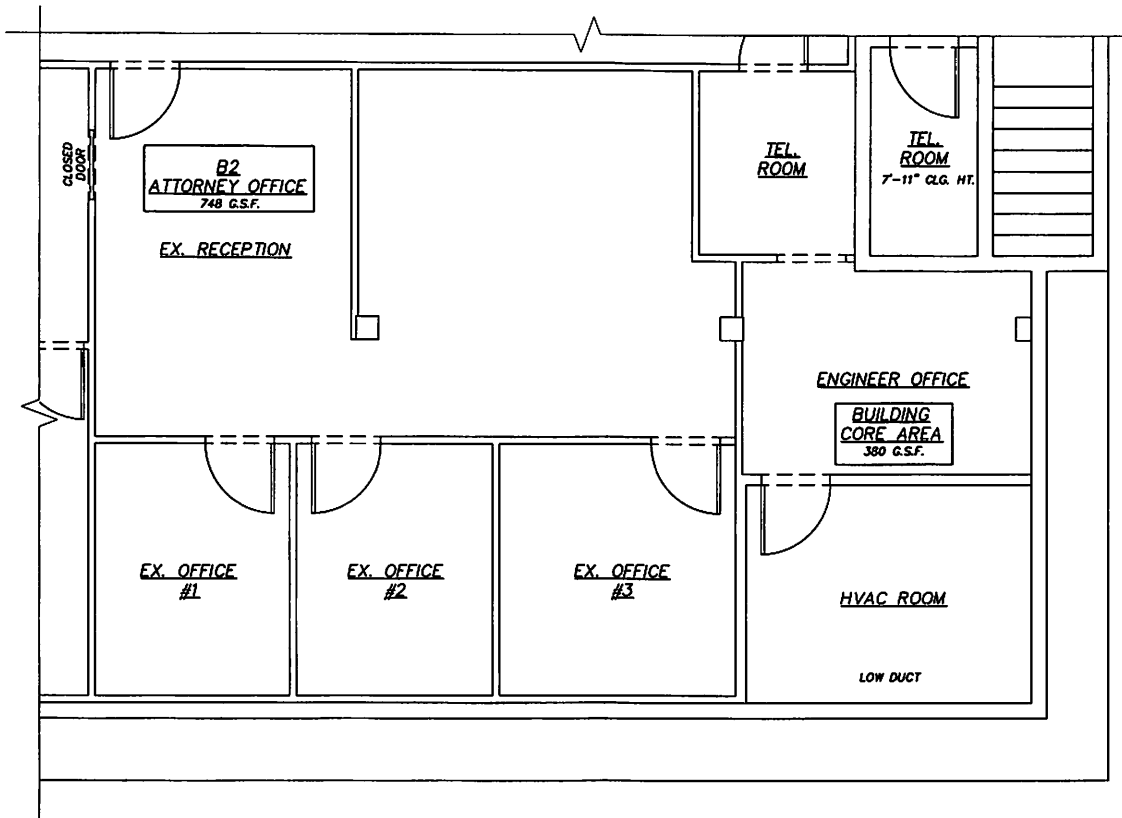 CLOSED
DOOR
B2
ATTORNEY OFFICE
748 G.S.F.
EX. RECEPTION
TEL.
ROOM
TEL.
ROOM
7'-11" CLG. HT.
ENGINEER OFFICE
BUILDING
CORE AREA
380 G.S.F.
EX. OFFICE
#1
EX. OFFICE
#2
EX. OFFICE
#3
HVAC ROOM
LOW DUCT